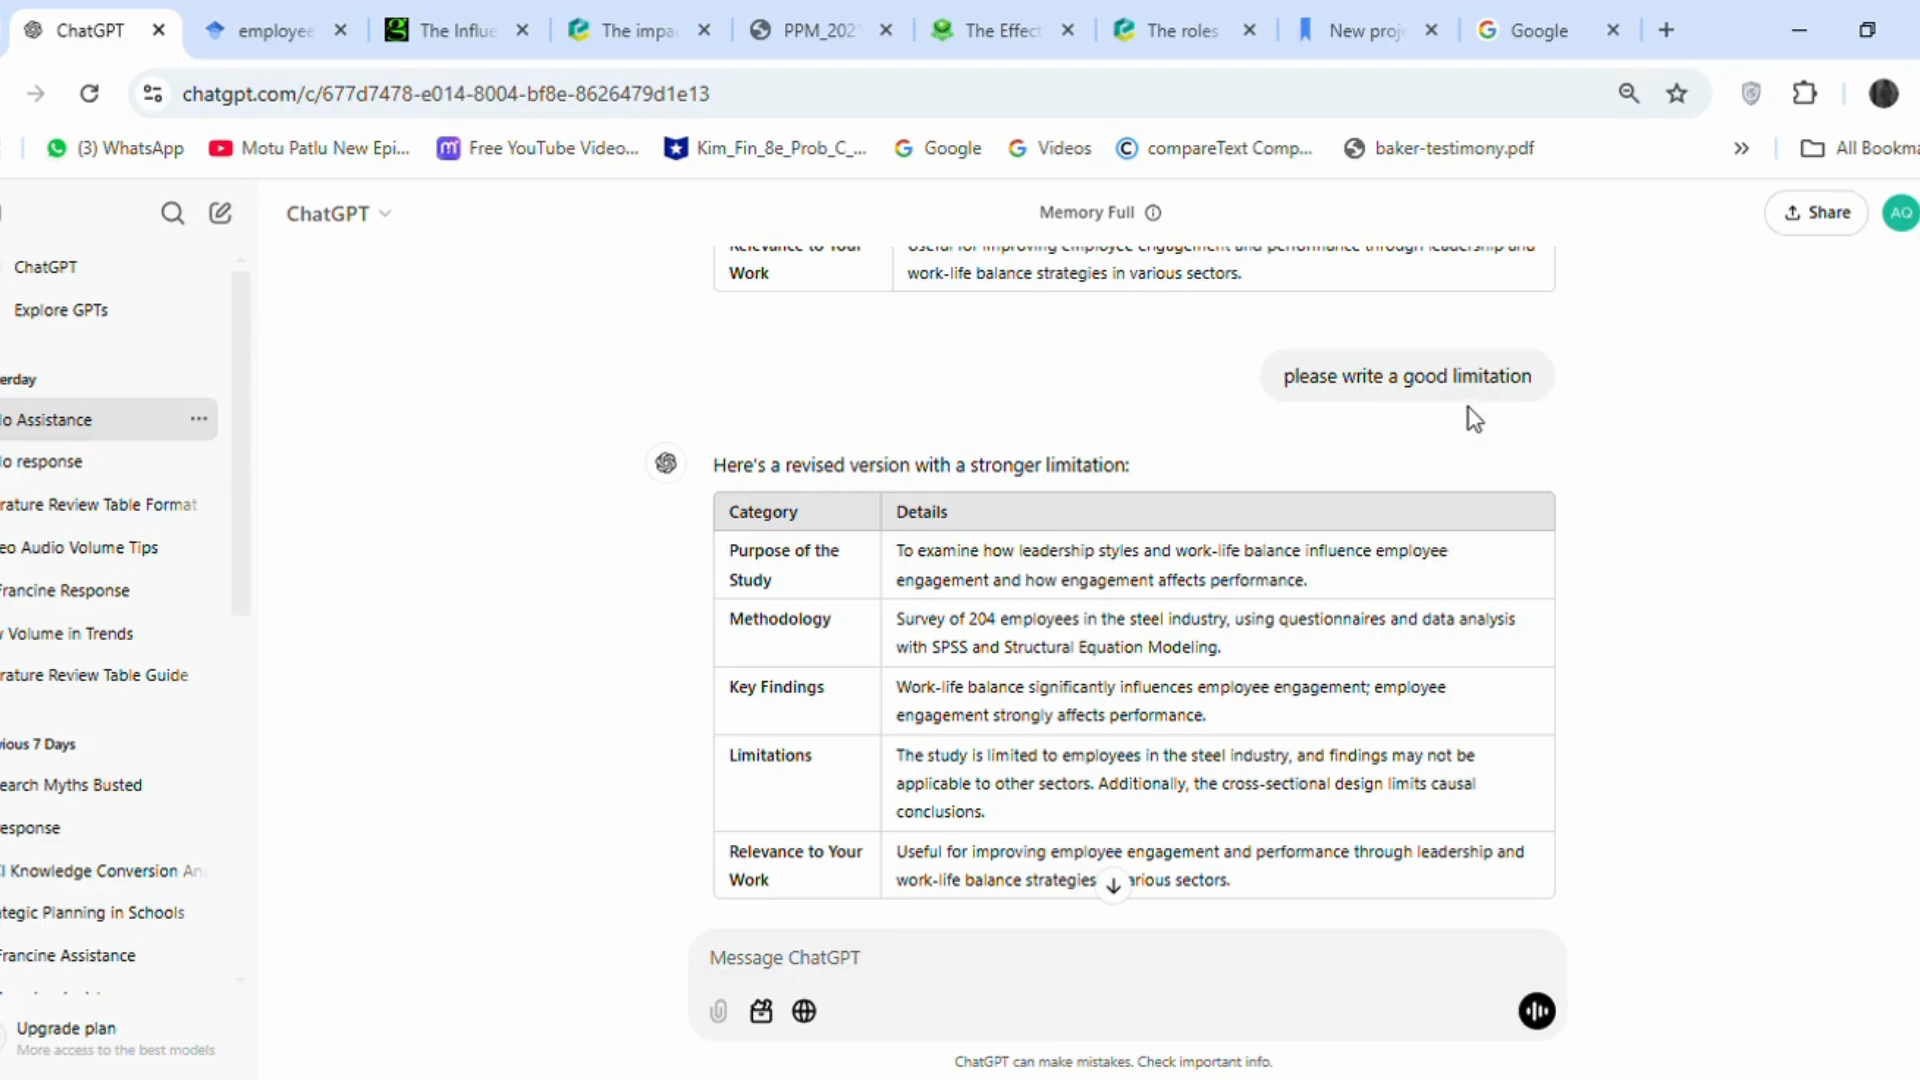 ChatGPT
employee
The Influe
The impa
PPM_202
The Effect
The roles
New proj
Google
chatgpt.com/c/677d7478-e014-8004-bf8e-8626479d1e13
(3) WhatsApp
Motu Patlu New Epi...
Free YouTube Video...
Kim_Fin_8e_Prob_C_...
Google
Videos
compareText Comp...
baker-testimony.pdf
All Bookma
ChatGPT
Memory Full
Share
AQ
ChatGPT
Explore GPTs
erday
lo Assistance
lo response
rature Review Table Format
eo Audio Volume Tips
Francine Response
v Volume in Trends
rature Review Table Guide
vious 7 Days
earch Myths Busted
esponse
I Knowledge Conversion An
ategic Planning in Schools
Francine Assistance
Upgrade plan
More access to the best models
Relevance to Your
Work
Useful for improving employee engagement and performance through leadership and
work-life balance strategies in various sectors.
please write a good limitation
Here's a revised version with a stronger limitation:
Category
Details
Purpose of the
Study
To examine how leadership styles and work-life balance influence employee
engagement and how engagement affects performance.
Methodology
Survey of 204 employees in the steel industry, using questionnaires and data analysis
with SPSS and Structural Equation Modeling.
Key Findings
Work-life balance significantly influences employee engagement; employee
engagement strongly affects performance.
Limitations
The study is limited to employees in the steel industry, and findings may not be
applicable to other sectors. Additionally, the cross-sectional design limits causal
conclusions.
Relevance to Your
Work
Useful for improving employee engagement and performance through leadership and
work-life balance strategies arious sectors.
Message ChatGPT
ChatGPT can make mistakes. Check important info.